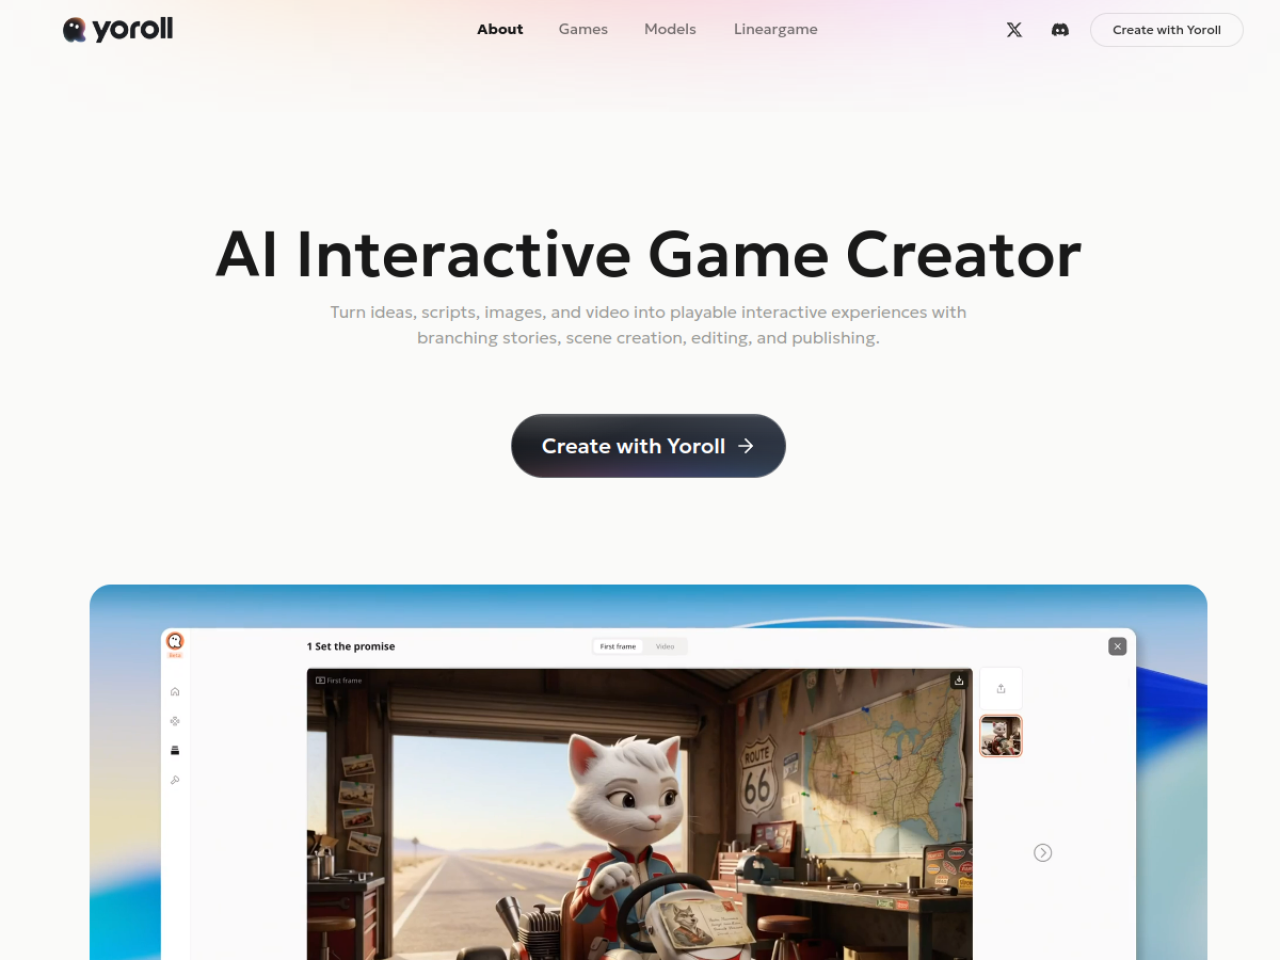 yoroll
About
Games
Models
Lineargame
Create with Yoroll
AI Interactive Game Creator
Turn ideas, scripts, images, and video into playable interactive experiences with
branching stories, scene creation, editing, and publishing.
Create with Yoroll
Beta
1 Set the promise
First frame
Video
First frame
ROUTE
66